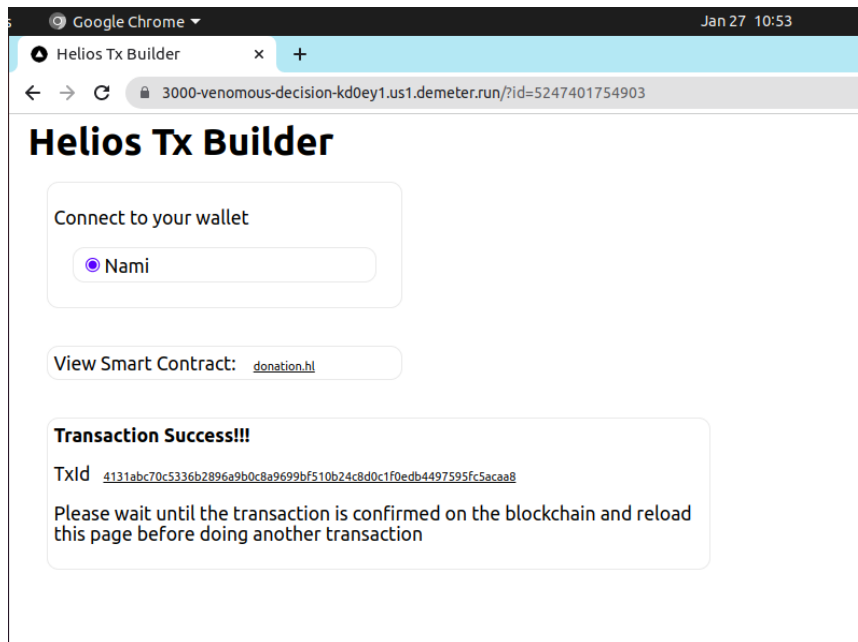 Google Chrome
Jan 27 10:53
Helios Tx Builder
3000-venomous-decision-kd0ey1.us1.demeter.run/?id=5247401754903
Helios Tx Builder
Connect to your wallet
Nami
View Smart Contract: donation.hl
Transaction Success!!!
TxId 4131abc70c5336b2896a9b0c8a9699bf510b24c8d0c1f0edb4497595fc5acaa8
Please wait until the transaction is confirmed on the blockchain and reload
this page before doing another transaction